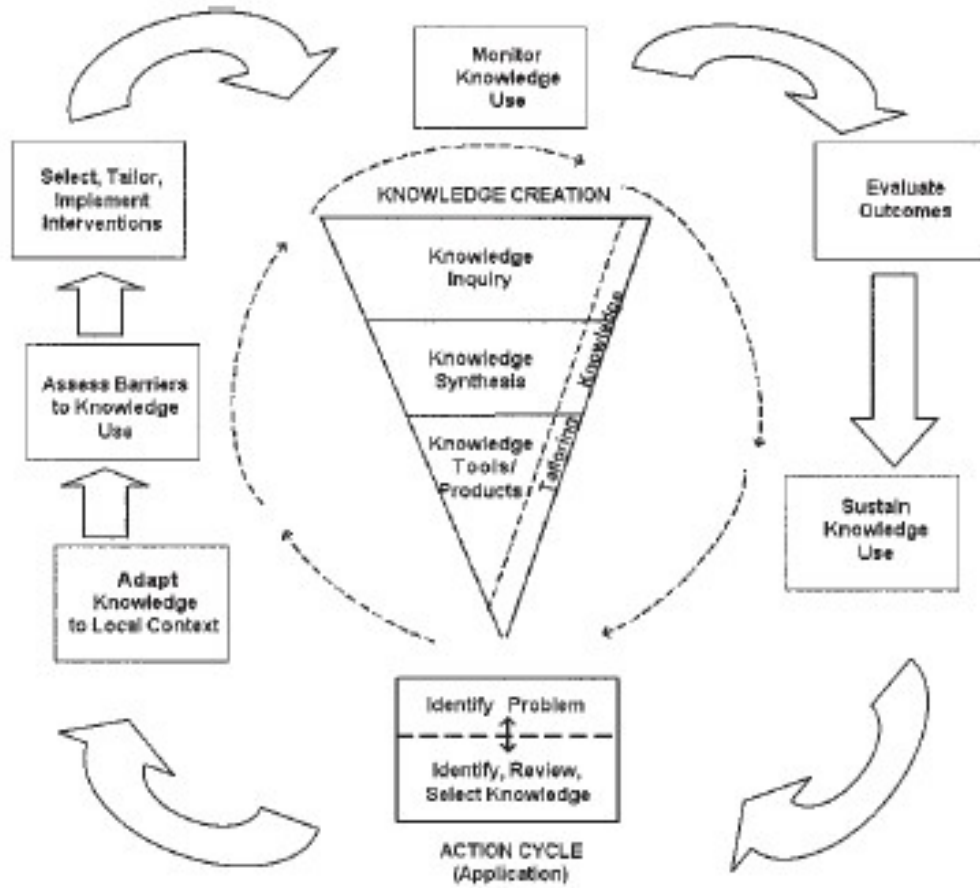 Monitor
Knowledge
Use
Select, Tailor,
Implement
Interventions
Evaluate
Outcomes
KNOWLEDGE CREATION
Knowledge
Inquiry
Knowledge
Synthesis
Knowledge
Tools/
Products
Tailoring Knowledge
Assess Barriers
to Knowledge
Use
Sustain
Knowledge
Use
Adapt
Knowledge
to Local Context
Identify Problem
Identify, Review,
Select Knowledge
ACTION CYCLE
(Application)